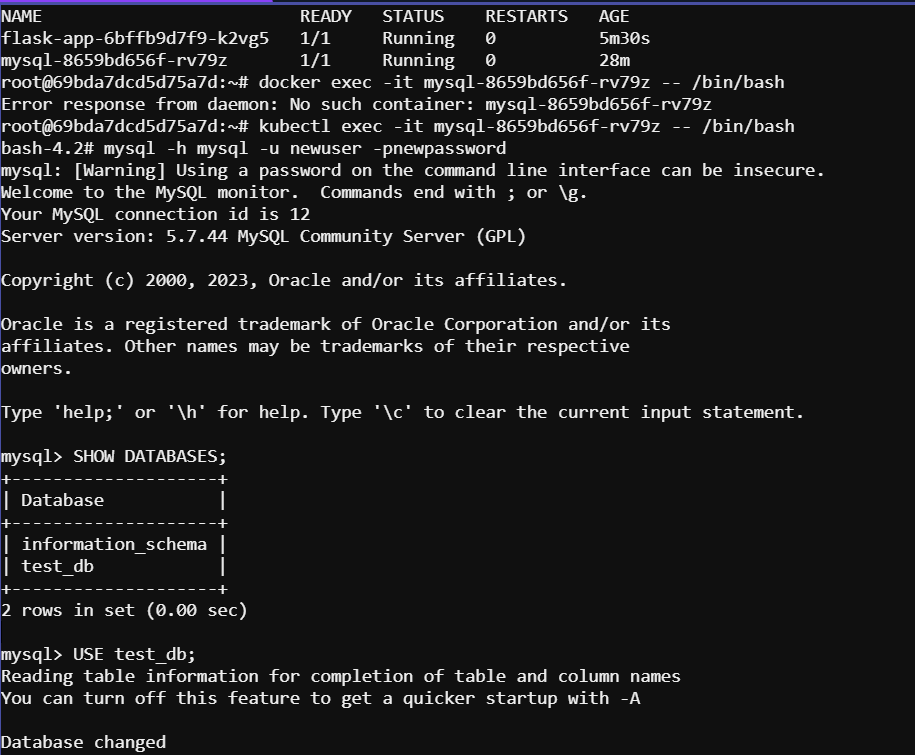 NAME                         READY   STATUS    RESTARTS   AGE
flask-app-6bffb9d7f9-k2vg5   1/1     Running   0          5m30s
mysql-8659bd656f-rv79z       1/1     Running   0          28m
root@69bda7dcd5d75a7d:~# docker exec -it mysql-8659bd656f-rv79z -- /bin/bash
Error response from daemon: No such container: mysql-8659bd656f-rv79z
root@69bda7dcd5d75a7d:~# kubectl exec -it mysql-8659bd656f-rv79z -- /bin/bash
bash-4.2# mysql -h mysql -u newuser -pnewpassword
mysql: [Warning] Using a password on the command line interface can be insecure.
Welcome to the MySQL monitor.  Commands end with ; or \g.
Your MySQL connection id is 12
Server version: 5.7.44 MySQL Community Server (GPL)

Copyright (c) 2000, 2023, Oracle and/or its affiliates.

Oracle is a registered trademark of Oracle Corporation and/or its
affiliates. Other names may be trademarks of their respective
owners.

Type 'help;' or '\h' for help. Type '\c' to clear the current input statement.

mysql> SHOW DATABASES;
+--------------------+
| Database           |
+--------------------+
| information_schema |
| test_db            |
+--------------------+
2 rows in set (0.00 sec)

mysql> USE test_db;
Reading table information for completion of table and column names
You can turn off this feature to get a quicker startup with -A

Database changed